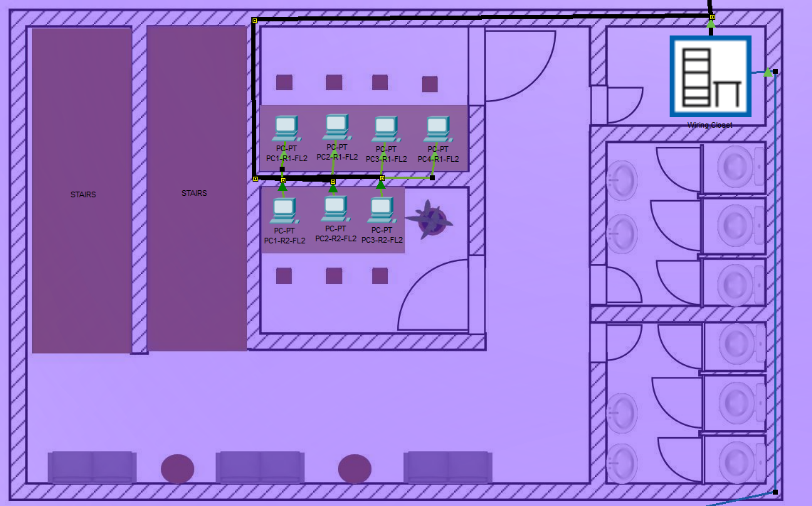 Wiring Closet
PC-PT
PC1-R1-FL2
PC-PT
PC2-R1-FL2
PC-PT
PC3-R1-FL2
PC-PT
PC4-R1-FL2
STAIRS
STAIRS
PC-PT
PC1-R2-FL2
PC-PT
PC2-R2-FL2
PC-PT
PC3-R2-FL2